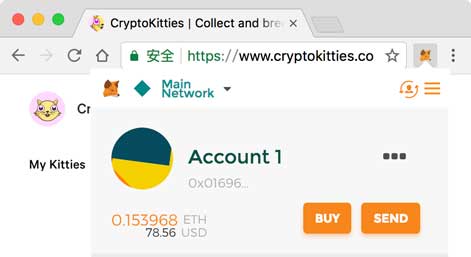 CryptoKitties | Collect and bree
安全 | https://www.cryptokitties.co
Main
Network
Account 1
0x01696...
My Kitties
0.153968 ETH
78.56 USD
BUY
SEND